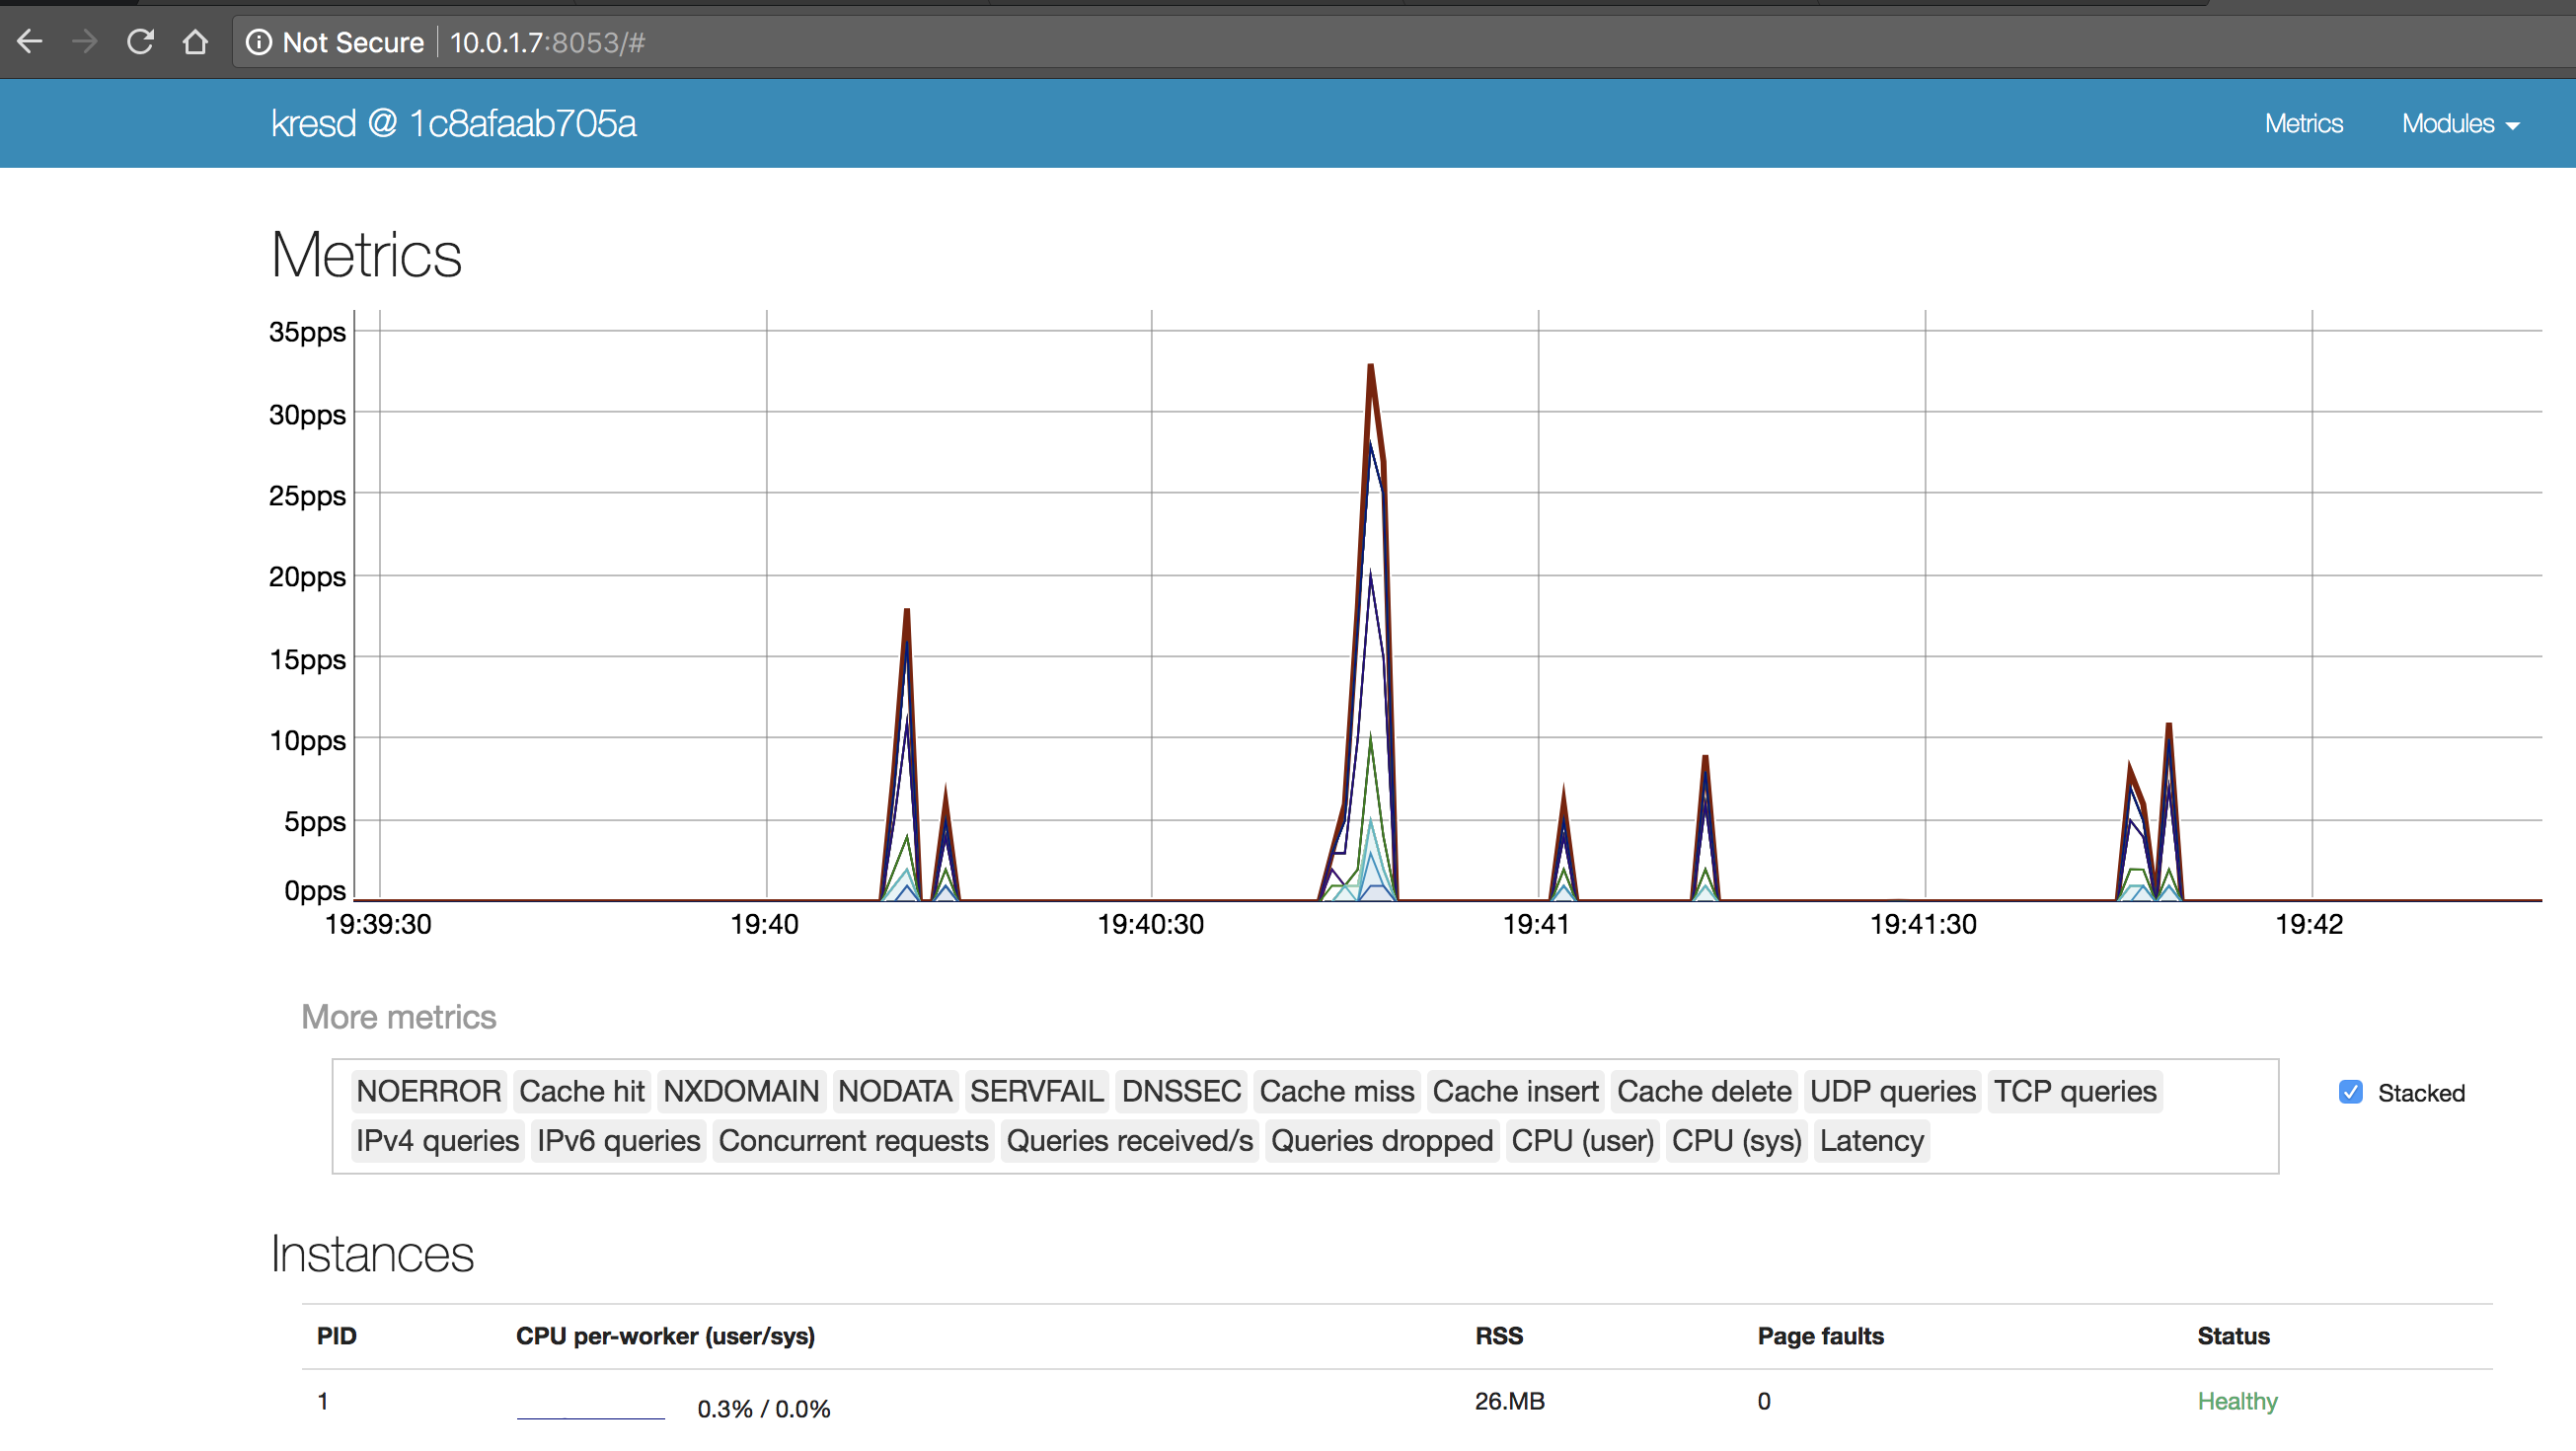 Not Secure 10.0.1.7:8053/#
kresd @ 1c8afaab705a Metrics Modules
Metrics
35pps
30pps
25pps
20pps
15pps
10pps
5pps
0pps
19:39:30 19:40 19:40:30 19:41 19:41:30 19:42
More metrics
NOERROR Cache hit NXDOMAIN NODATA SERVFAIL DNSSEC Cache miss Cache insert Cache delete UDP queries TCP queries
IPv4 queries IPv6 queries Concurrent requests Queries received/s Queries dropped CPU (user) CPU (sys) Latency
Stacked
Instances
PID CPU per-worker (user/sys) RSS Page faults Status
1 0.3% / 0.0% 26.MB 0 Healthy